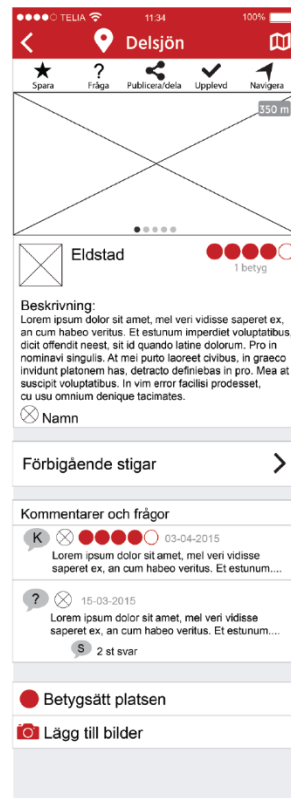 TELIA 11:34 100%
Delsjön
Spara Fråga Publicera/dela Upplevd Navigera
350 m
Eldstad
1 betyg
Beskrivning:
Lorem ipsum dolor sit amet, mel veri vidisse saperet ex,
an cum habeo veritus. Et estunum imperdiet voluptatibus,
dicit offendit neest, sit id quando latine dolorum. Pro in
nominavi singulis. At mei purto laoreet civibus, in graeco
invidunt platonem has, detracto definiebas in pro. Mea at
suscipit voluptatibus. In vim error facilisi prodesset,
cu usu omnium denique tacimates.
Namn
Förbigående stigar
Kommentarer och frågor
K 03-04-2015
Lorem ipsum dolor sit amet, mel veri vidisse
saperet ex, an cum habeo veritus. Et estunum....
? 15-03-2015
Lorem ipsum dolor sit amet, mel veri vidisse
saperet ex, an cum habeo veritus. Et estunum....
S 2 st svar
Betygsätt platsen
Lägg till bilder